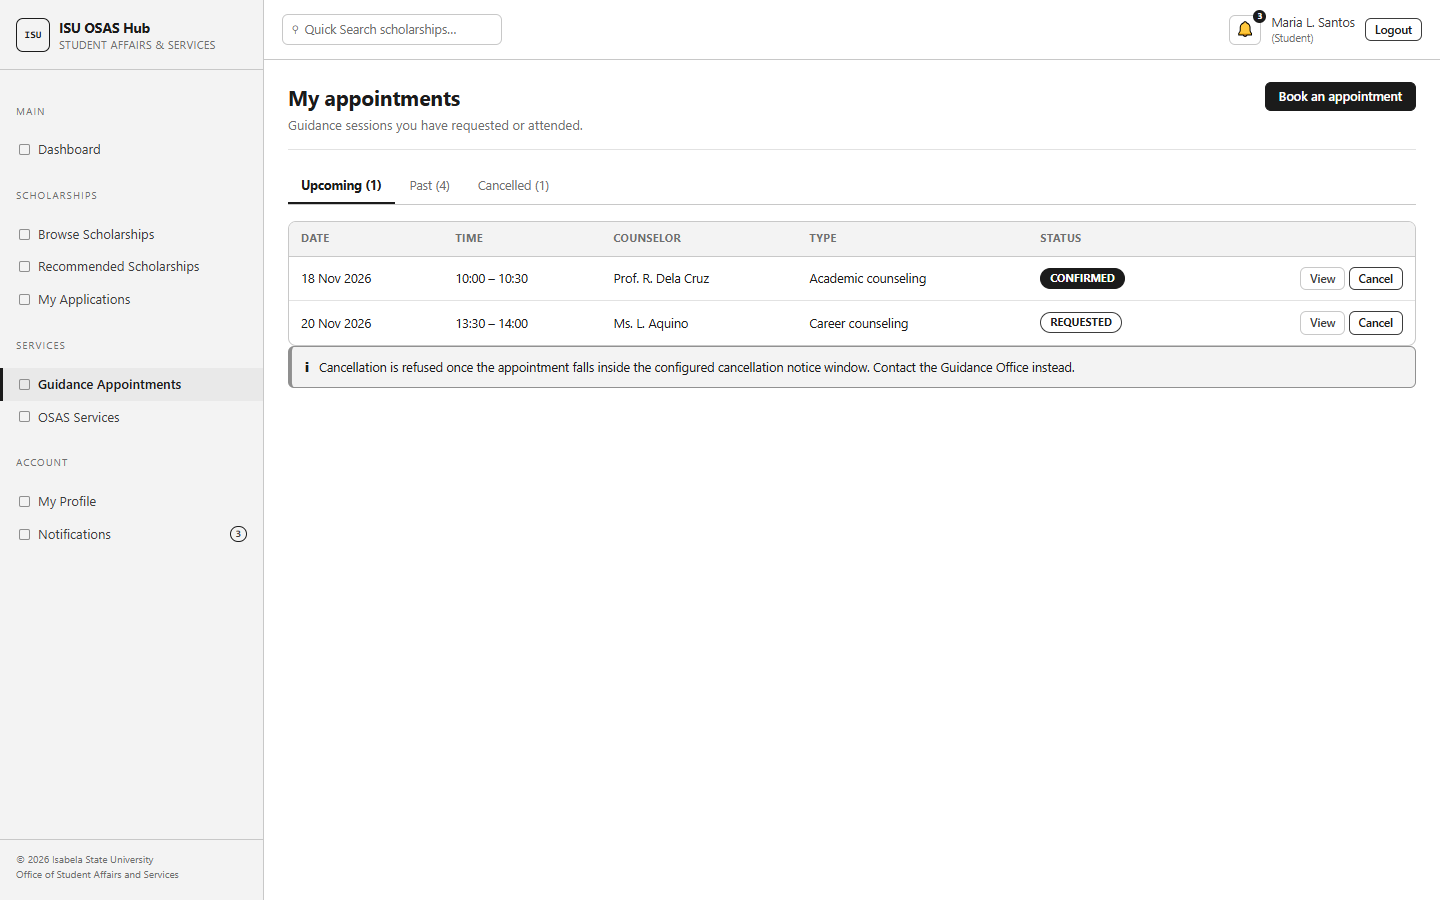 ISU
ISU OSAS Hub
STUDENT AFFAIRS & SERVICES
MAIN
Dashboard
SCHOLARSHIPS
Browse Scholarships
Recommended Scholarships
My Applications
SERVICES
Guidance Appointments
OSAS Services
ACCOUNT
My Profile
Notifications 3
© 2026 Isabela State University
Office of Student Affairs and Services
Quick Search scholarships...
3
Maria L. Santos
(Student)
Logout
My appointments
Guidance sessions you have requested or attended.
Book an appointment
Upcoming (1) Past (4) Cancelled (1)
DATE TIME COUNSELOR TYPE STATUS
18 Nov 2026 10:00 – 10:30 Prof. R. Dela Cruz Academic counseling CONFIRMED View Cancel
20 Nov 2026 13:30 – 14:00 Ms. L. Aquino Career counseling REQUESTED View Cancel
i Cancellation is refused once the appointment falls inside the configured cancellation notice window. Contact the Guidance Office instead.